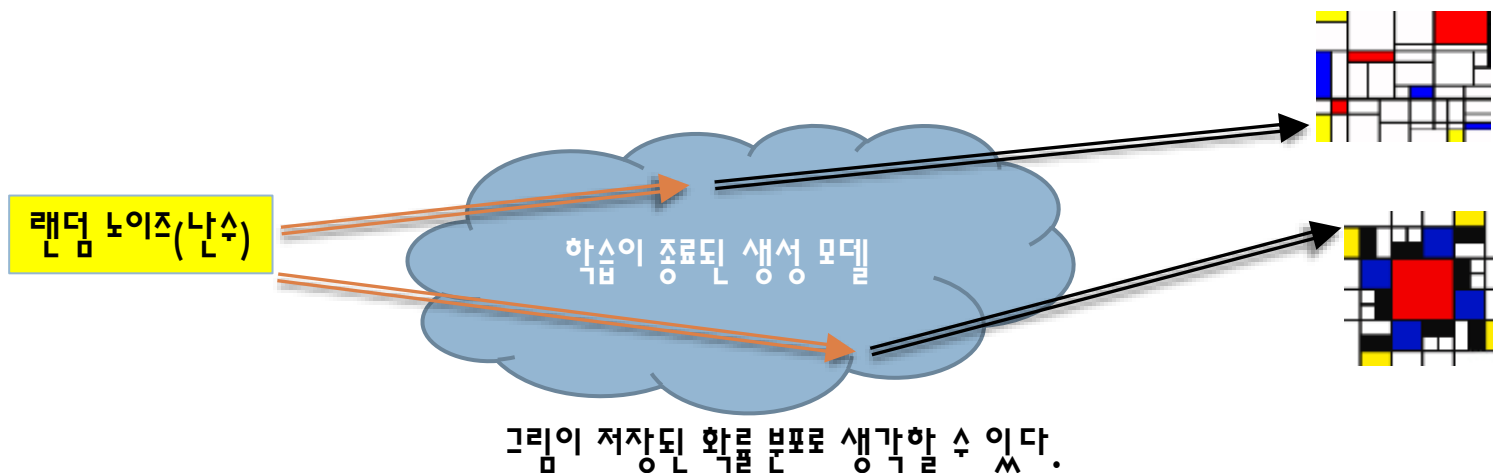 랜덤 노이즈(난수)
학습이 종료된 생성 모델
그림이 저장된 확률 분포로 생각할 수 있다.